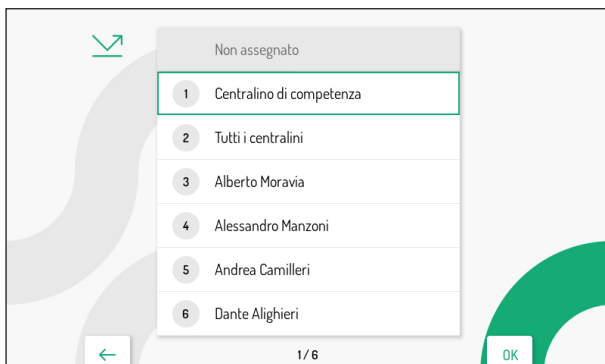 Non assegnato
1 Centralino di competenza
2 Tutti i centralini
3 Alberto Moravia
4 Alessandro Manzoni
5 Andrea Camilleri
6 Dante Alighieri
1 / 6
OK